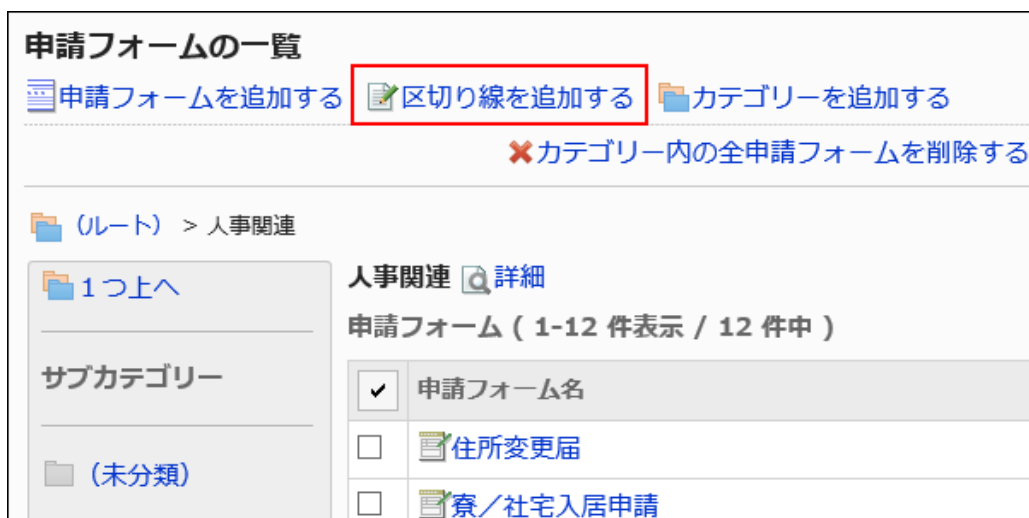 申請フォームの一覧
申請フォームを追加する 区切り線を追加する カテゴリーを追加する
カテゴリー内の全申請フォームを削除する
（ルート） > 人事関連
1つ上へ
サブカテゴリー
（未分類）
人事関連 詳細
申請フォーム ( 1-12 件表示 / 12 件中 )
申請フォーム名
住所変更届
寮／社宅入居申請